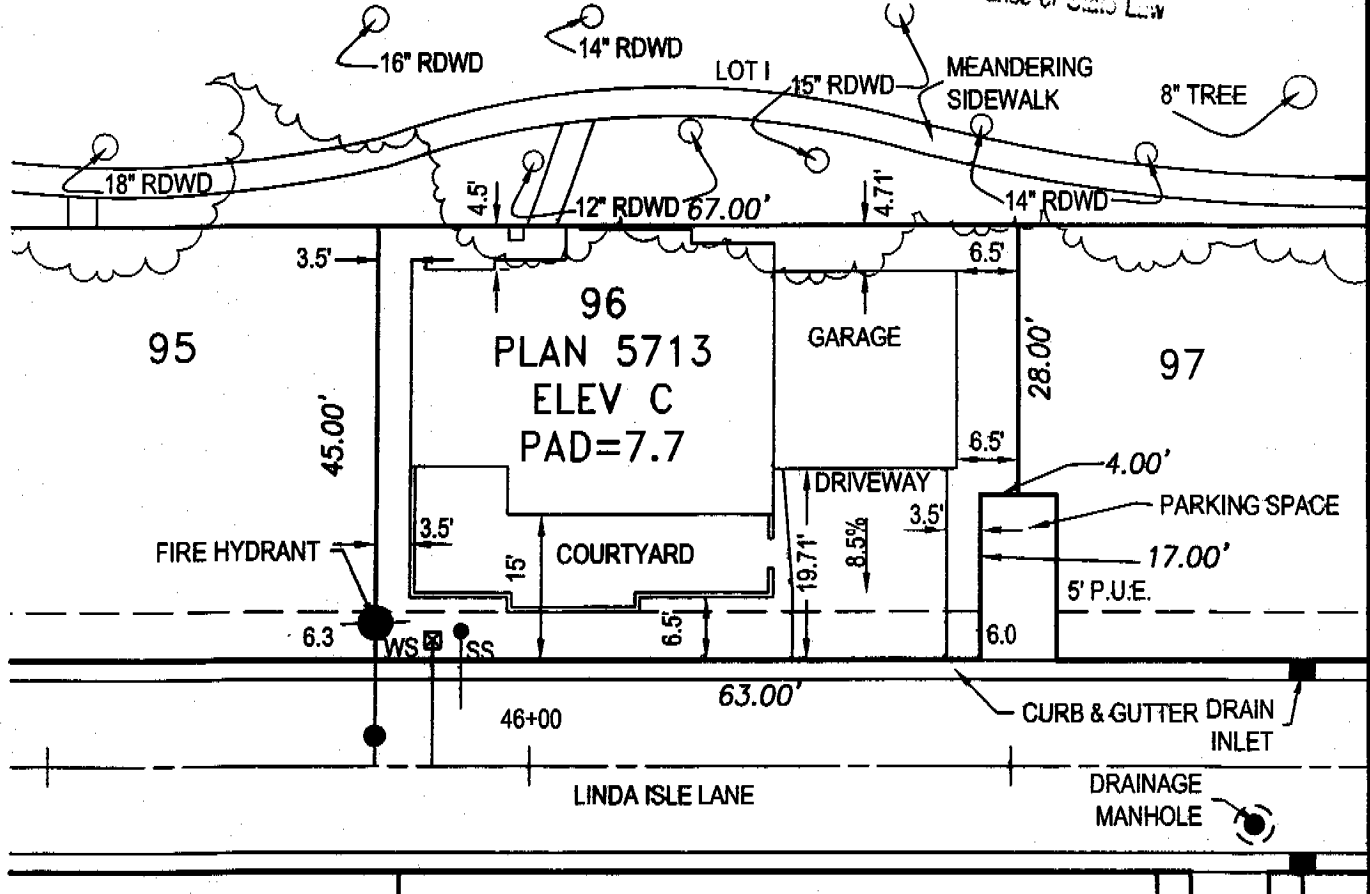 of State Law
16" RDWD
14" RDWD
LOT I
15" RDWD
MEANDERING
SIDEWALK
8" TREE
18" RDWD
4.5'
12" RDWD
67.00'
4.71'
14" RDWD
3.5'
6.5'
95
96
PLAN 5713
ELEV C
PAD=7.7
GARAGE
28.00'
97
45.00'
6.5'
4.00'
DRIVEWAY
PARKING SPACE
3.5'
3.5'
FIRE HYDRANT
15'
COURTYARD
19.71'
8.5%
17.00'
5' P.U.E.
6.3
WS
SS
6.5'
6.0
63.00'
46+00
CURB & GUTTER
DRAIN
INLET
LINDA ISLE LANE
DRAINAGE
MANHOLE